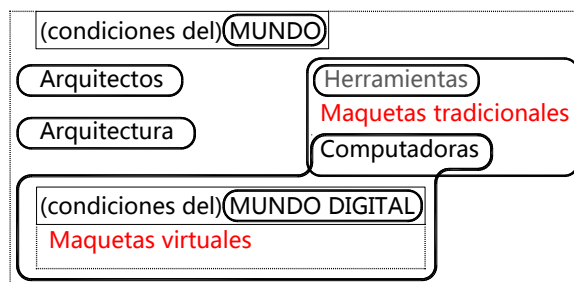 (condiciones del) MUNDO
Arquitectos
Herramientas
Maquetas tradicionales
Arquitectura
Computadoras
(condiciones del) MUNDO DIGITAL
Maquetas virtuales